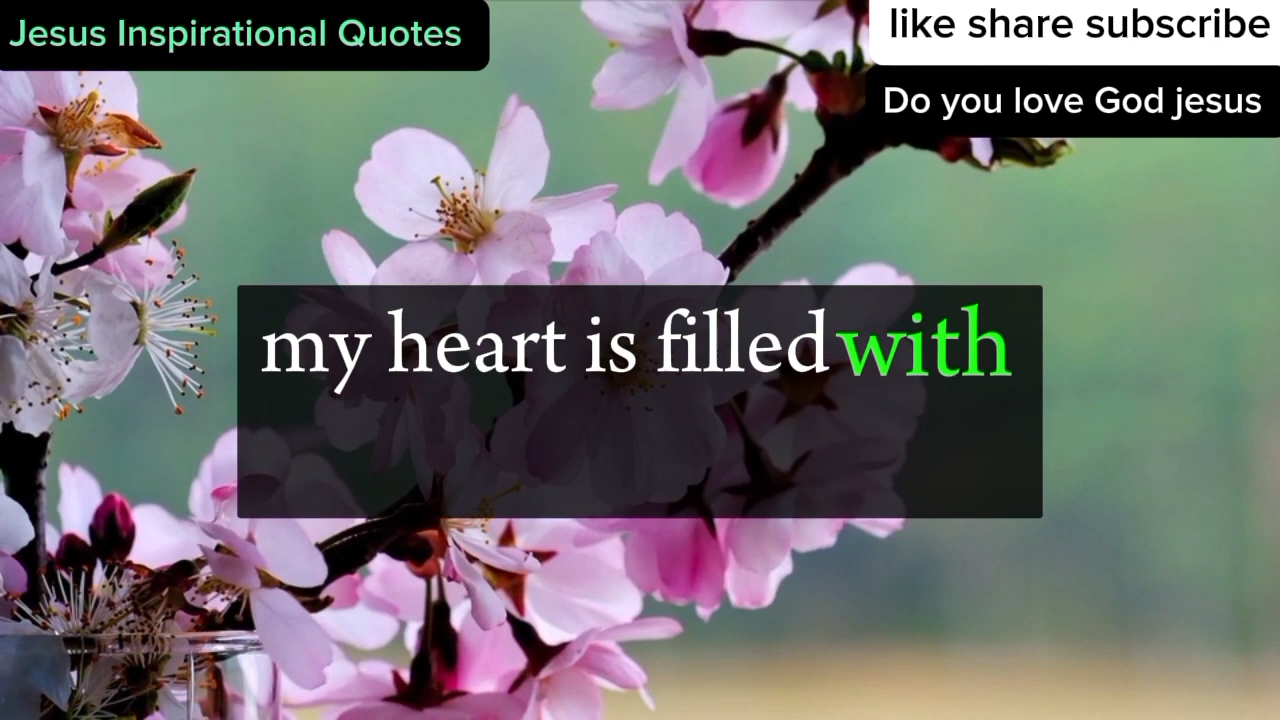 Jesus Inspirational Quotes
like share subscribe
Do you love God jesus
my heart is filled with